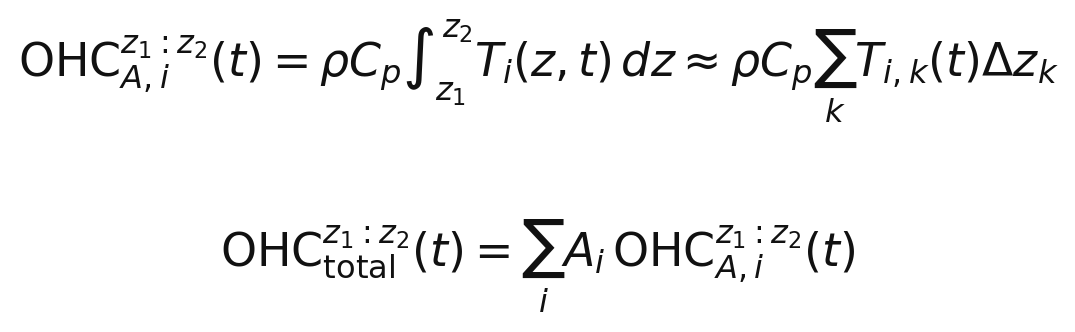 OHC_{A,i}^{z_1:z_2}(t) = ρC_p ∫_{z_1}^{z_2} T_i(z,t) dz ≈ ρC_p ∑_k T_{i,k}(t)Δz_k
OHC_{total}^{z_1:z_2}(t) = ∑_i A_i OHC_{A,i}^{z_1:z_2}(t)